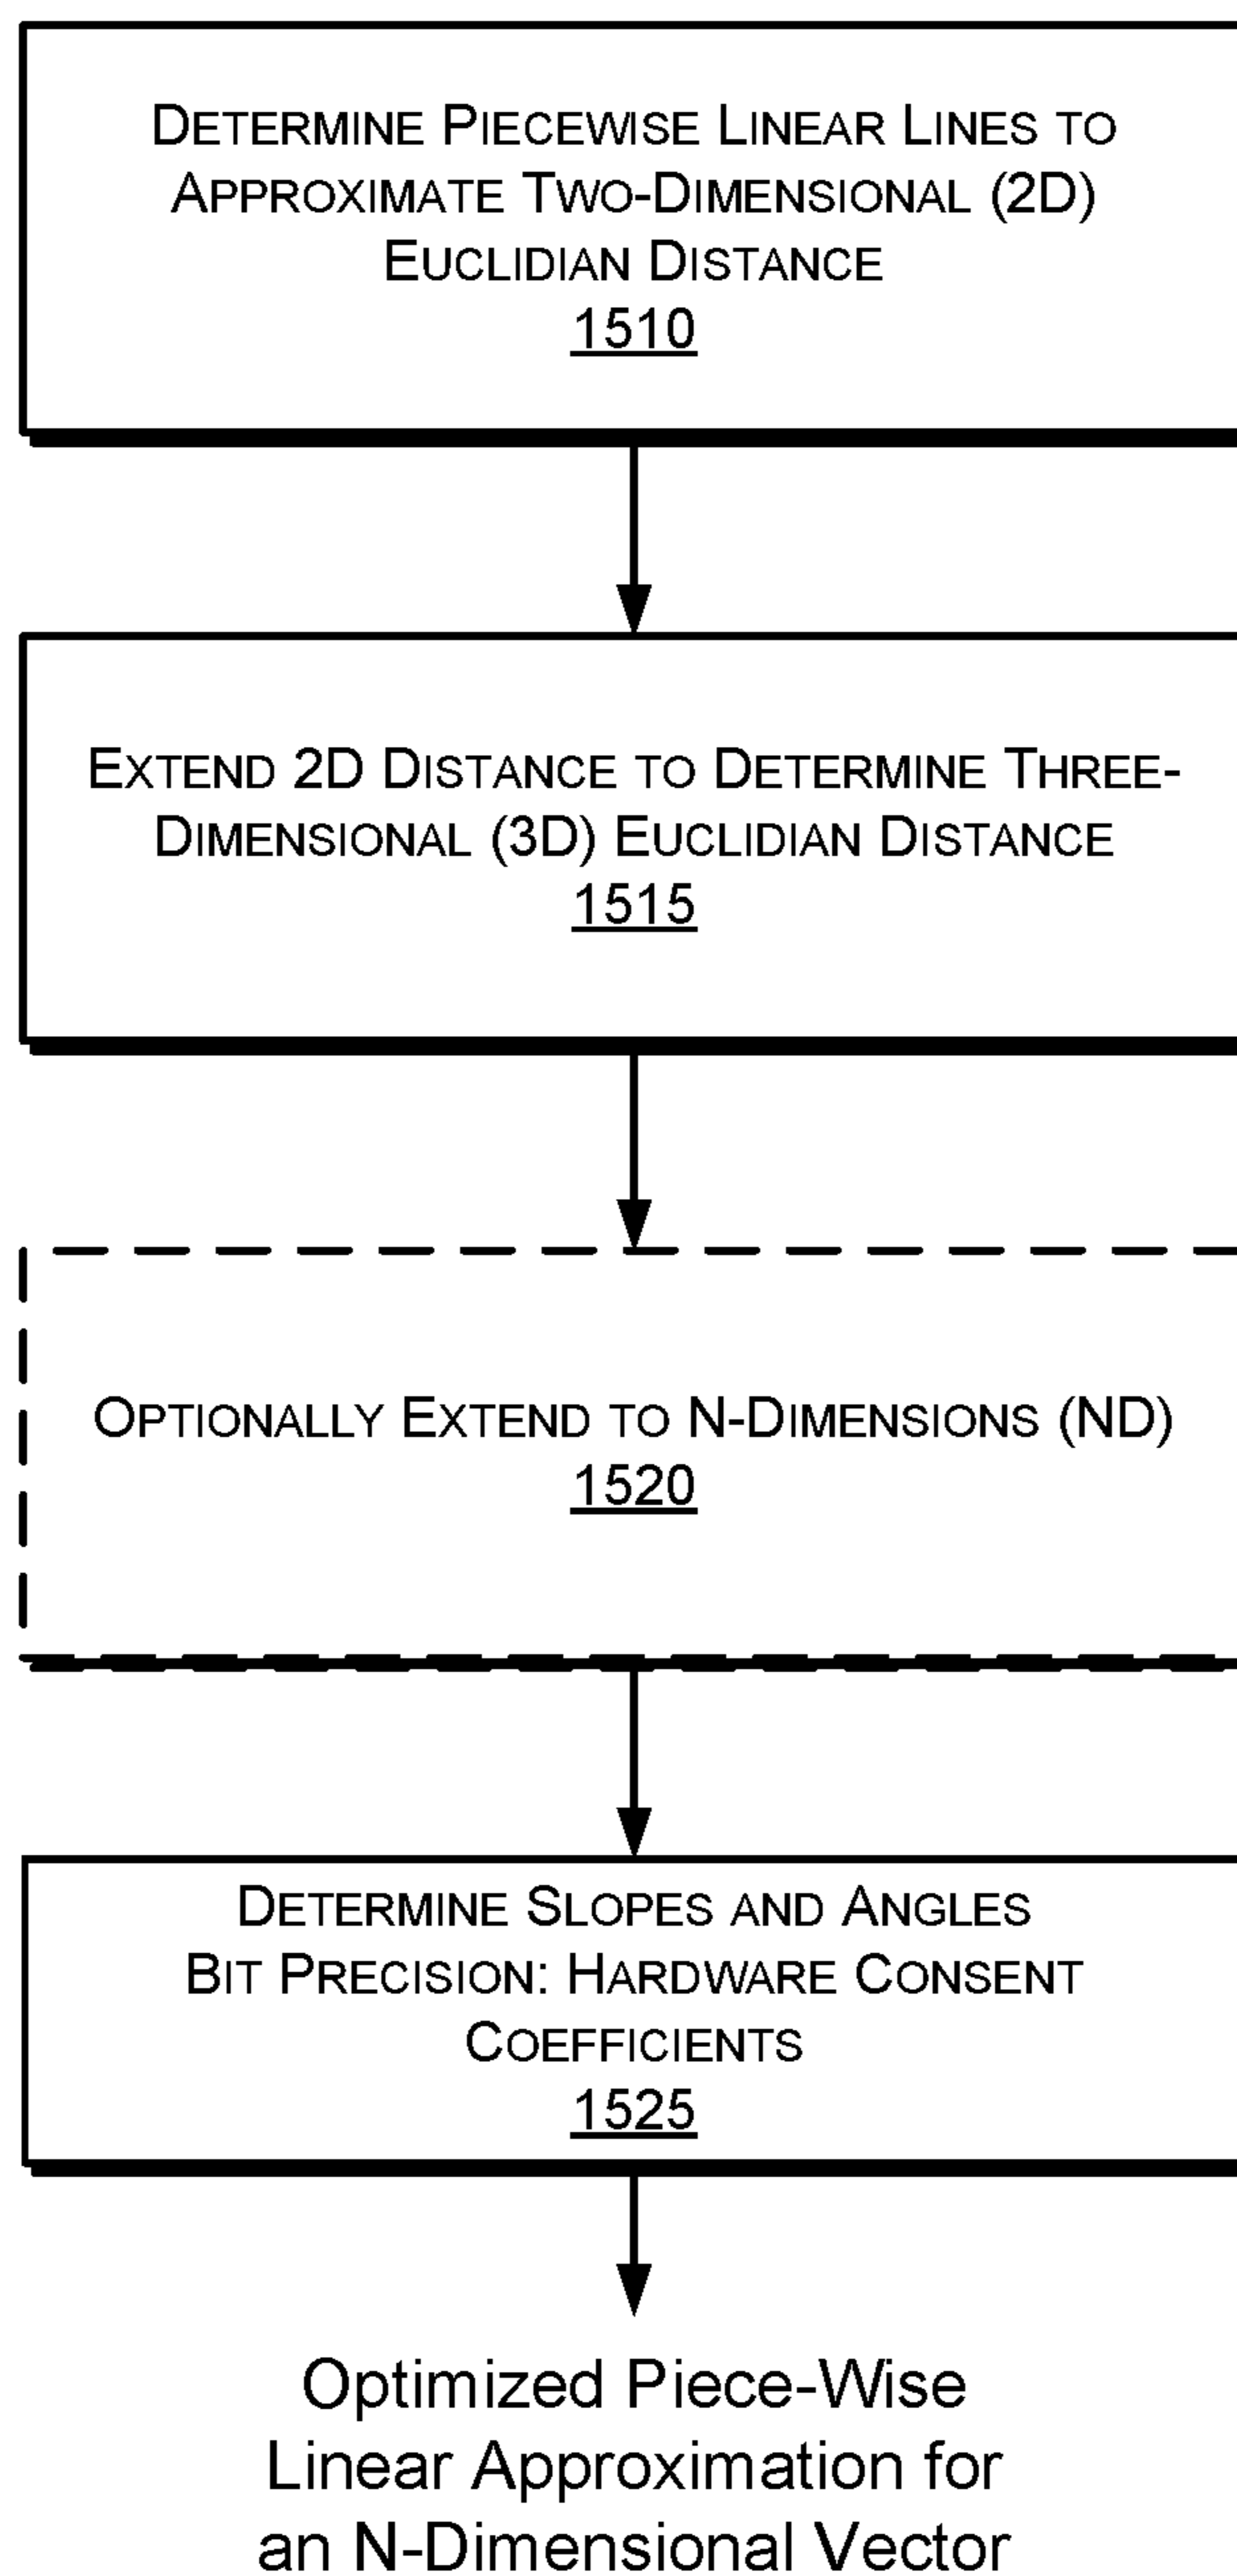 DETERMINE PIECEWISE LINEAR LINES TO
APPROXIMATE TWO-DIMENSIONAL (2D)
EUCLIDIAN DISTANCE
1510
EXTEND 2D DISTANCE TO DETERMINE THREE-
DIMENSIONAL (3D) EUCLIDIAN DISTANCE
1515
OPTIONALLY EXTEND TO N-DIMENSIONS (ND)
1520
DETERMINE SLOPES AND ANGLES
BIT PRECISION: HARDWARE CONSENT
COEFFICIENTS
1525
Optimized Piece-Wise
Linear Approximation for
an N-Dimensional Vector